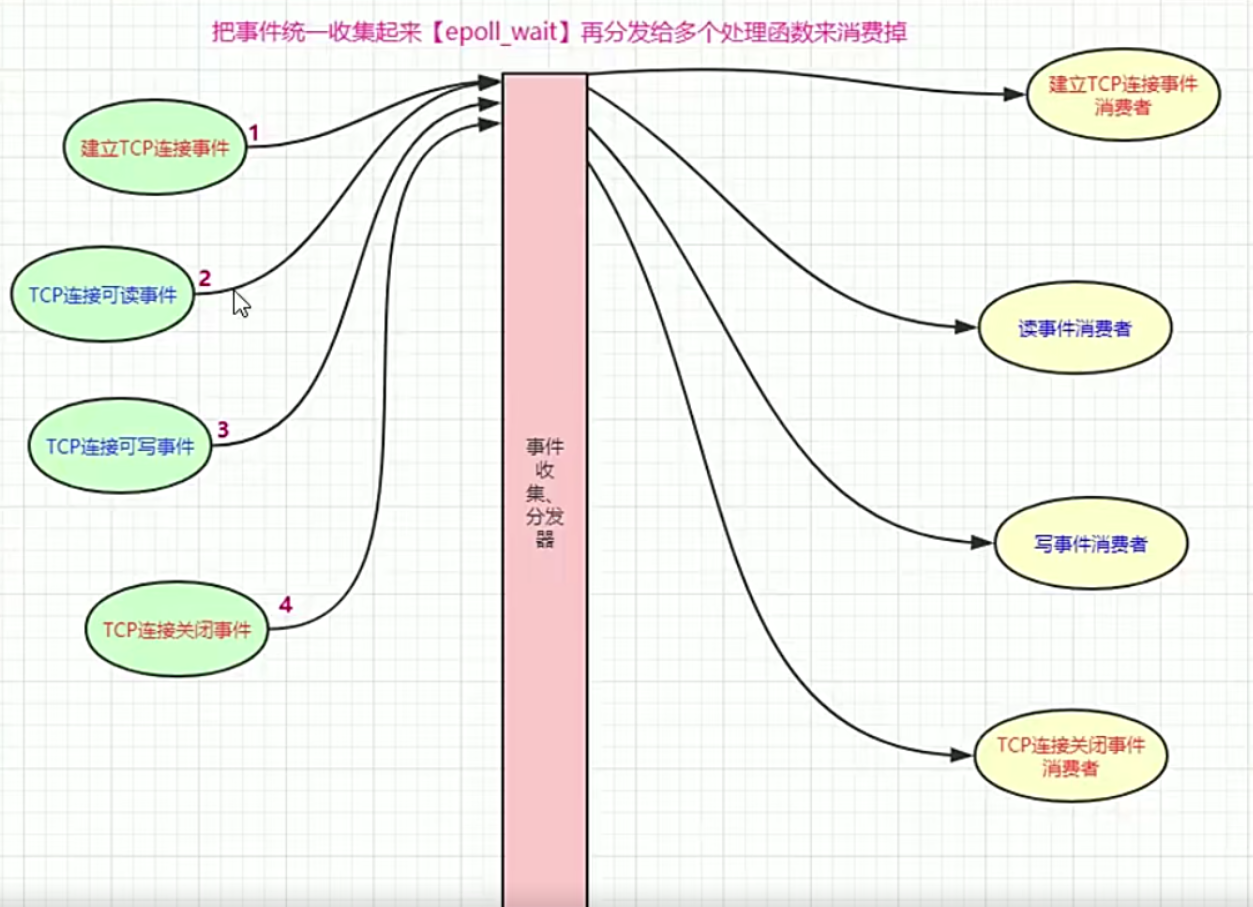 把事件统一收集起来【epoll_wait】再分发给多个处理函数来消费掉
建立TCP连接事件
1
TCP连接可读事件
2
TCP连接可写事件
3
TCP连接关闭事件
4
事件
收
集、
分发
器
建立TCP连接事件
消费者
读事件消费者
写事件消费者
TCP连接关闭事件
消费者